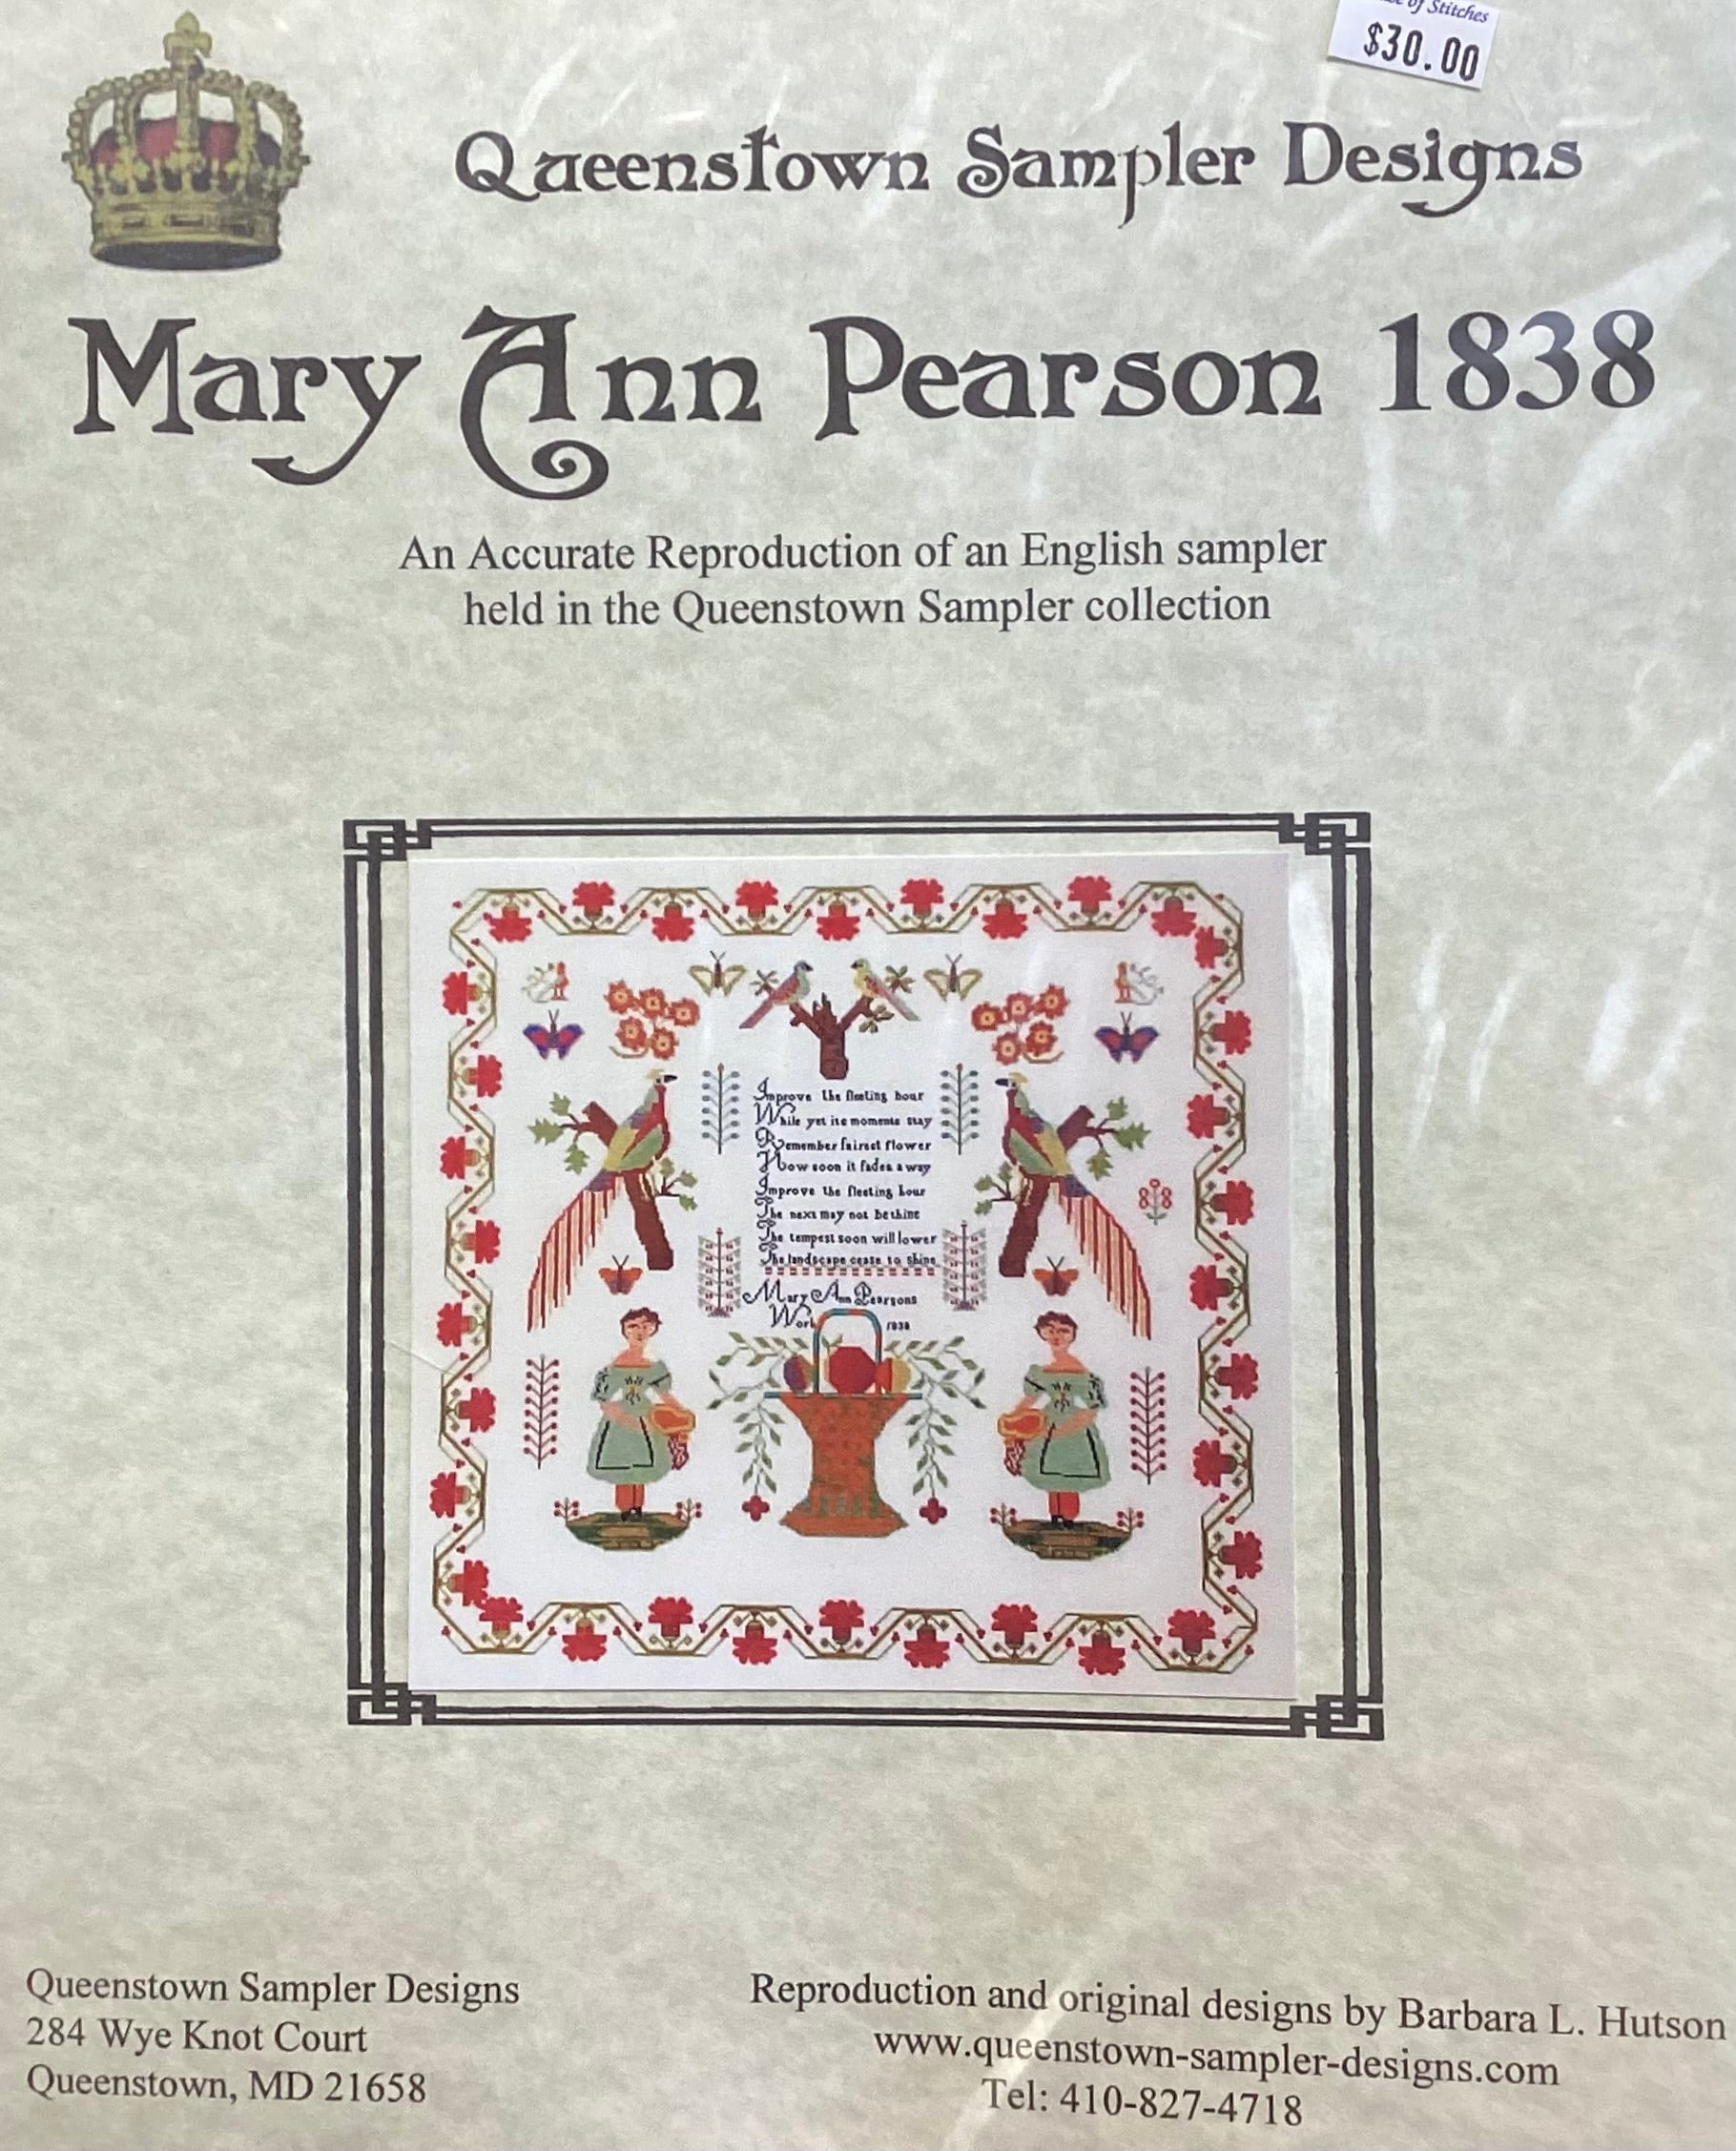 of Stitches
$30.00
Queenstown Sampler Designs
Mary Ann Pearson 1838
An Accurate Reproduction of an English sampler
held in the Queenstown Sampler collection
Improve the fleeting hour
While yet its moments stay
Remember fairest flower
How soon it fades away
Improve the fleeting hour
The next may not be thine
The tempest soon will lower
The landscape cease to shine
Mary Ann Pearsons
Work 1838
Queenstown Sampler Designs
284 Wye Knot Court
Queenstown, MD 21658
Reproduction and original designs by Barbara L. Hutson
www.queenstown-sampler-designs.com
Tel: 410-827-4718